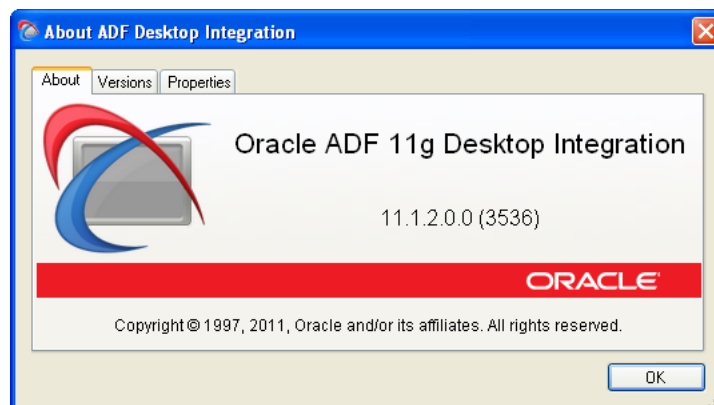 About ADF Desktop Integration
About Versions Properties
Oracle ADF 11g Desktop Integration
11.1.2.0.0 (3536)
ORACLE
Copyright © 1997, 2011, Oracle and/or its affiliates. All rights reserved.
OK